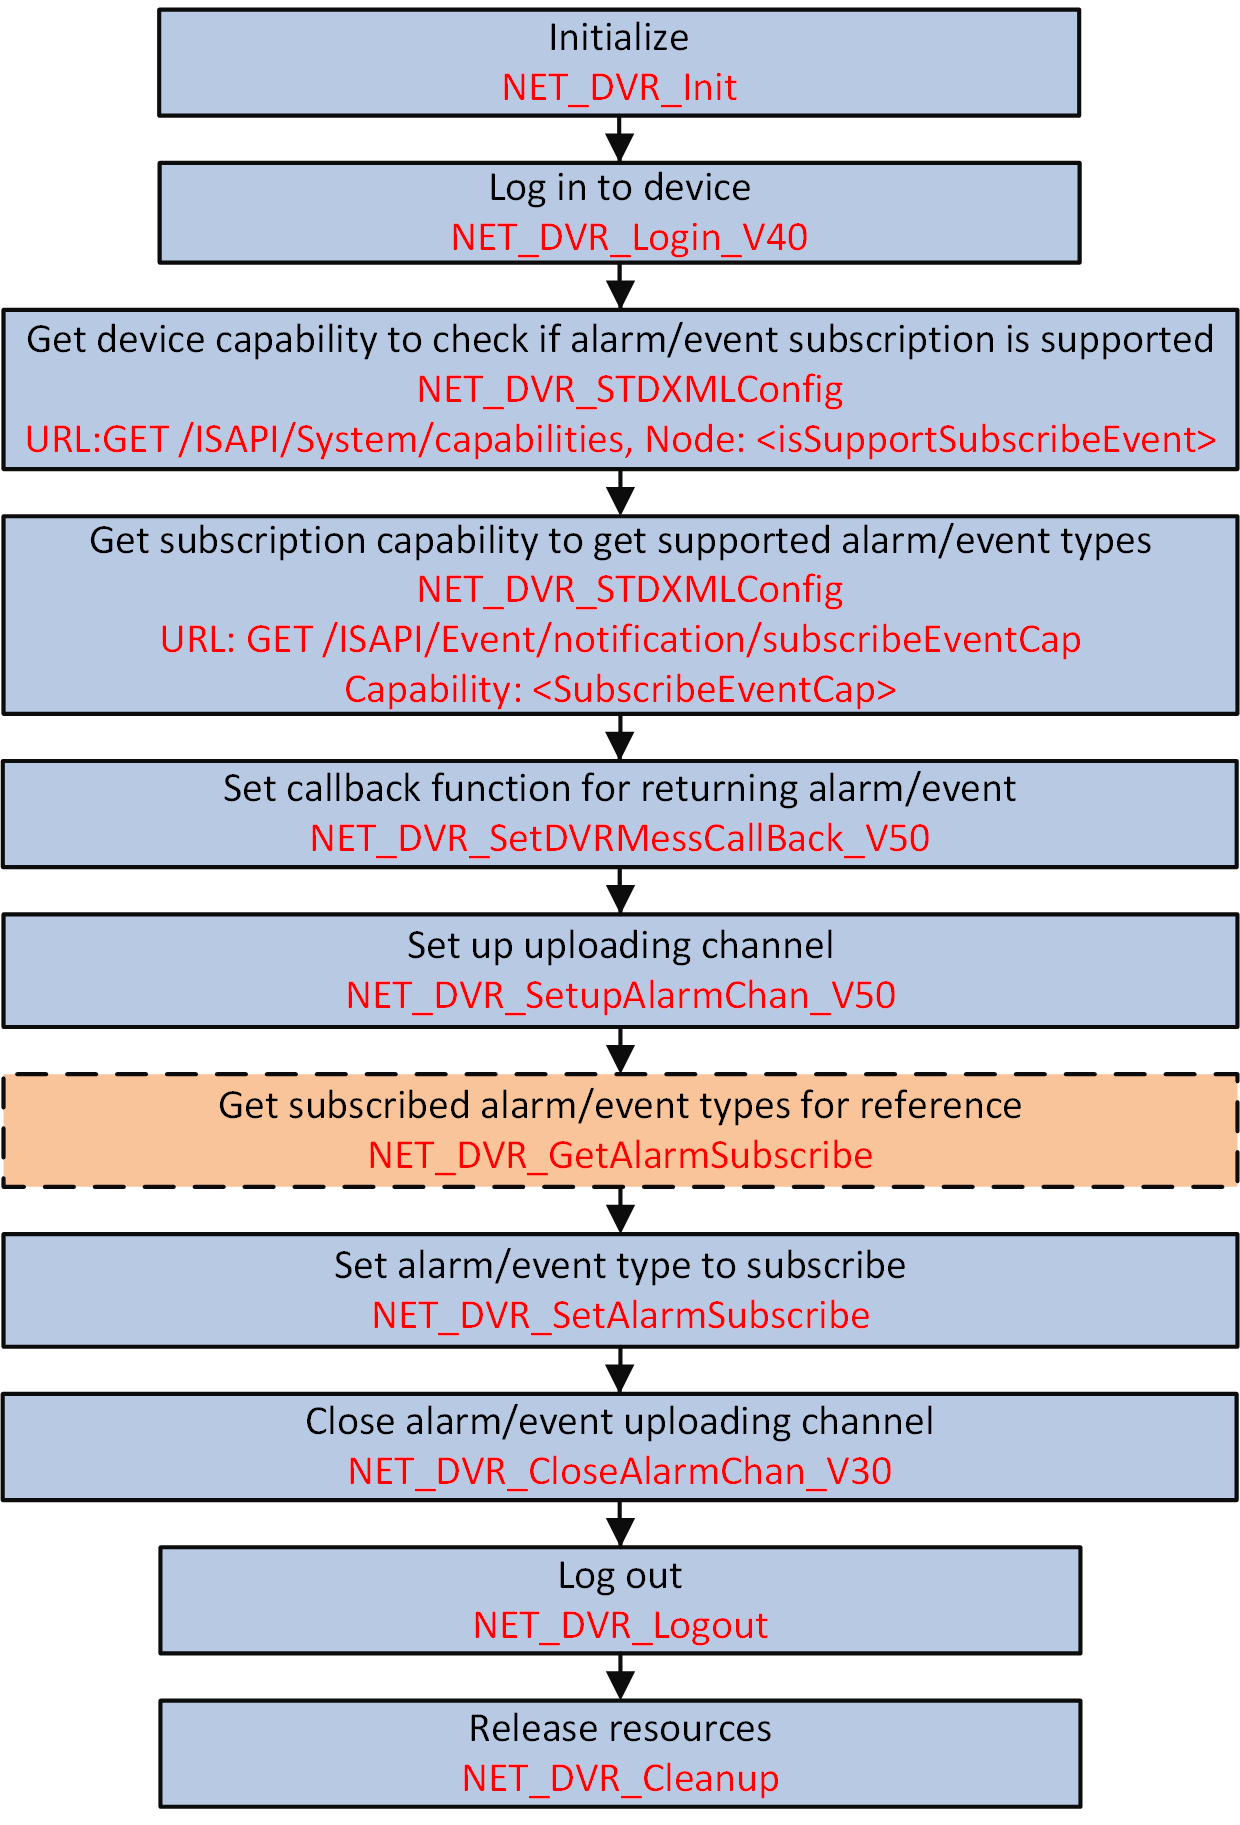 Initialize
NET_DVR_Init
Log in to device
NET_DVR_Login_V40
Get device capability to check if alarm/event subscription is supported
NET_DVR_STDXMLConfig
URL:GET /ISAPI/System/capabilities, Node: <isSupportSubscribeEvent>
Get subscription capability to get supported alarm/event types
NET_DVR_STDXMLConfig
URL: GET /ISAPI/Event/notification/subscribeEventCap
Capability: <SubscribeEventCap>
Set callback function for returning alarm/event
NET_DVR_SetDVRMessCallBack_V50
Set up uploading channel
NET_DVR_SetupAlarmChan_V50
Get subscribed alarm/event types for reference
NET_DVR_GetAlarmSubscribe
Set alarm/event type to subscribe
NET_DVR_SetAlarmSubscribe
Close alarm/event uploading channel
NET_DVR_CloseAlarmChan_V30
Log out
NET_DVR_Logout
Release resources
NET_DVR_Cleanup